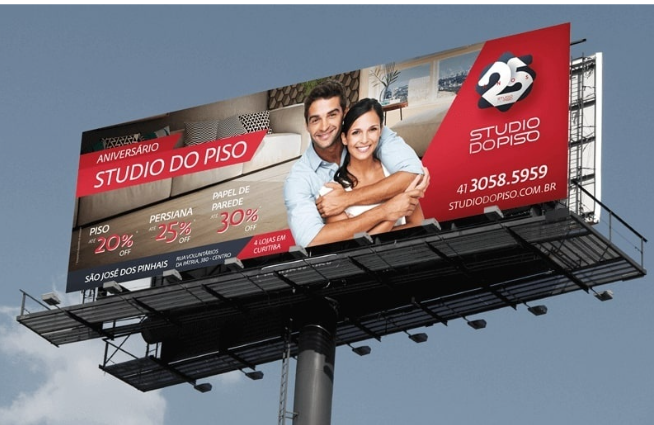 ANIVERSÁRIO
STUDIO DO PISO
PISO
ATÉ 20% OFF
PERSIANA
ATÉ 25% OFF
PAPEL DE
PAREDE
ATÉ 30% OFF
SÃO JOSÉ DOS PINHAIS
RUA VOLUNTÁRIOS
DA PÁTRIA, 380 - CENTRO
4 LOJAS EM
CURITIBA
25
ANOS
STUDIO
DOPISO
41 3058.5959
STUDIODOPISO.COM.BR